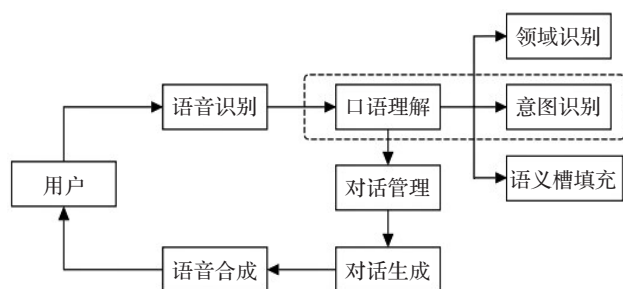 领域识别
语音识别
口语理解
意图识别
用户
对话管理
语义槽填充
语音合成
对话生成